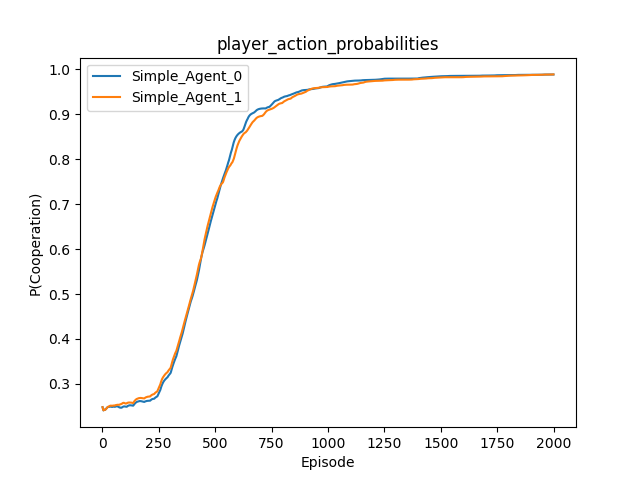 player_action_probabilities
Simple_Agent_0
Simple_Agent_1
P(Cooperation)
1.0
0.9
0.8
0.7
0.6
0.5
0.4
0.3
0 250 500 750 1000 1250 1500 1750 2000
Episode